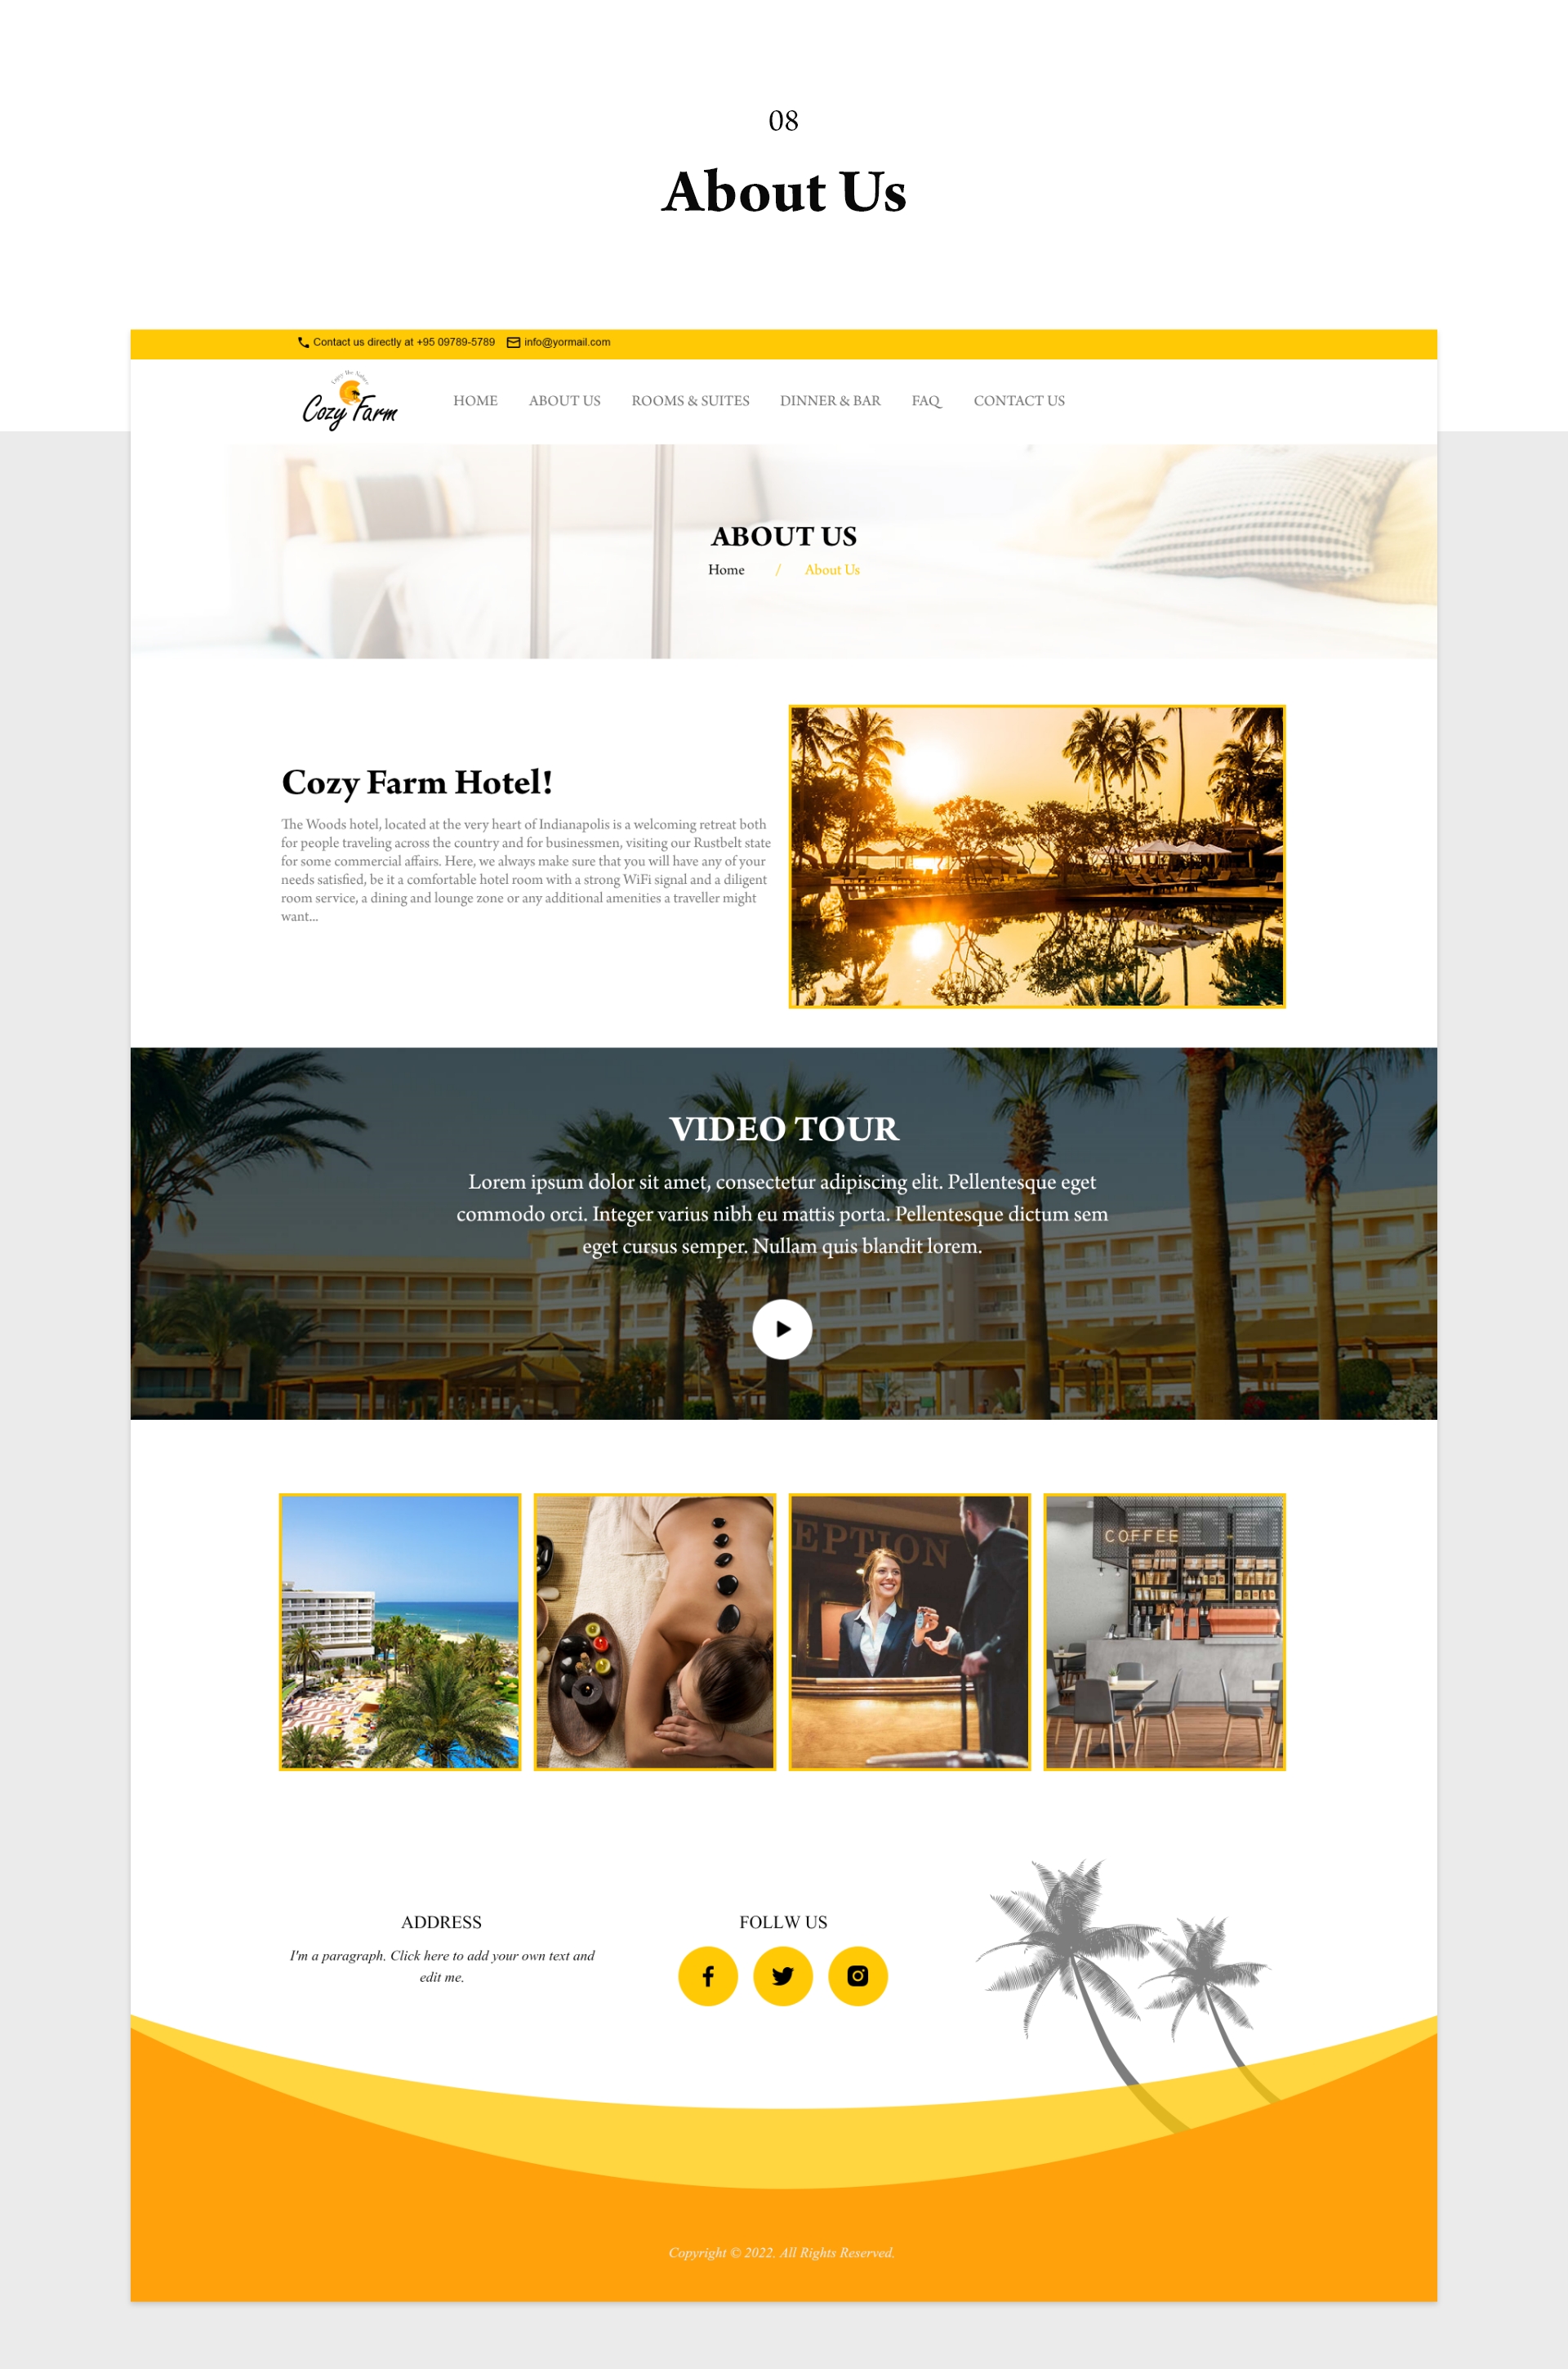 08
About Us
Contact us directly at +95 09789-5789 info@yormail.com
Enjoy the Nature
Cozy Farm
HOME ABOUT US ROOMS & SUITES DINNER & BAR FAQ CONTACT US
ABOUT US
Home / About Us
Cozy Farm Hotel!
The Woods hotel, located at the very heart of Indianapolis is a welcoming retreat both
for people traveling across the country and for businessmen, visiting our Rustbelt state
for some commercial affairs. Here, we always make sure that you will have any of your
needs satisfied, be it a comfortable hotel room with a strong WiFi signal and a diligent
room service, a dining and lounge zone or any additional amenities a traveller might
want...
VIDEO TOUR
Lorem ipsum dolor sit amet, consectetur adipiscing elit. Pellentesque eget
commodo orci. Integer varius nibh eu mattis porta. Pellentesque dictum sem
eget cursus semper. Nullam quis blandit lorem.
EPTION
COFFEE
ADDRESS
I'm a paragraph. Click here to add your own text and
edit me.
FOLLW US
Copyright © 2022. All Rights Reserved.